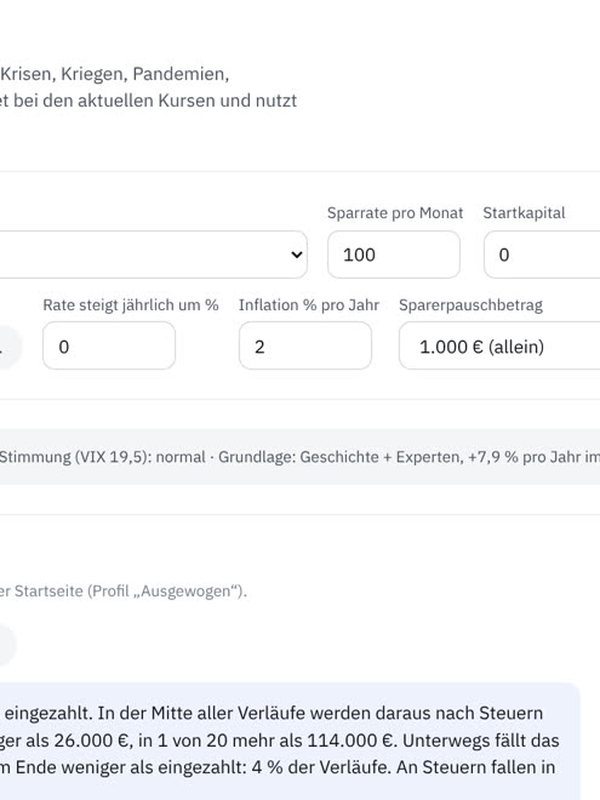 Krisen, Kriegen, Pandemien,
bei den aktuellen Kursen und nutzt
Sparrate pro Monat Startkapital
100 0
Rate steigt jährlich um % Inflation % pro Jahr Sparerpauschbetrag
0 2 1.000 € (allein)
Stimmung (VIX 19,5): normal · Grundlage: Geschichte + Experten, +7,9 % pro Jahr im
Startseite (Profil „Ausgewogen“).
eingezahlt. In der Mitte aller Verläufe werden daraus nach Steuern
als 26.000 €, in 1 von 20 mehr als 114.000 €. Unterwegs fällt das
Ende weniger als eingezahlt: 4 % der Verläufe. An Steuern fallen in